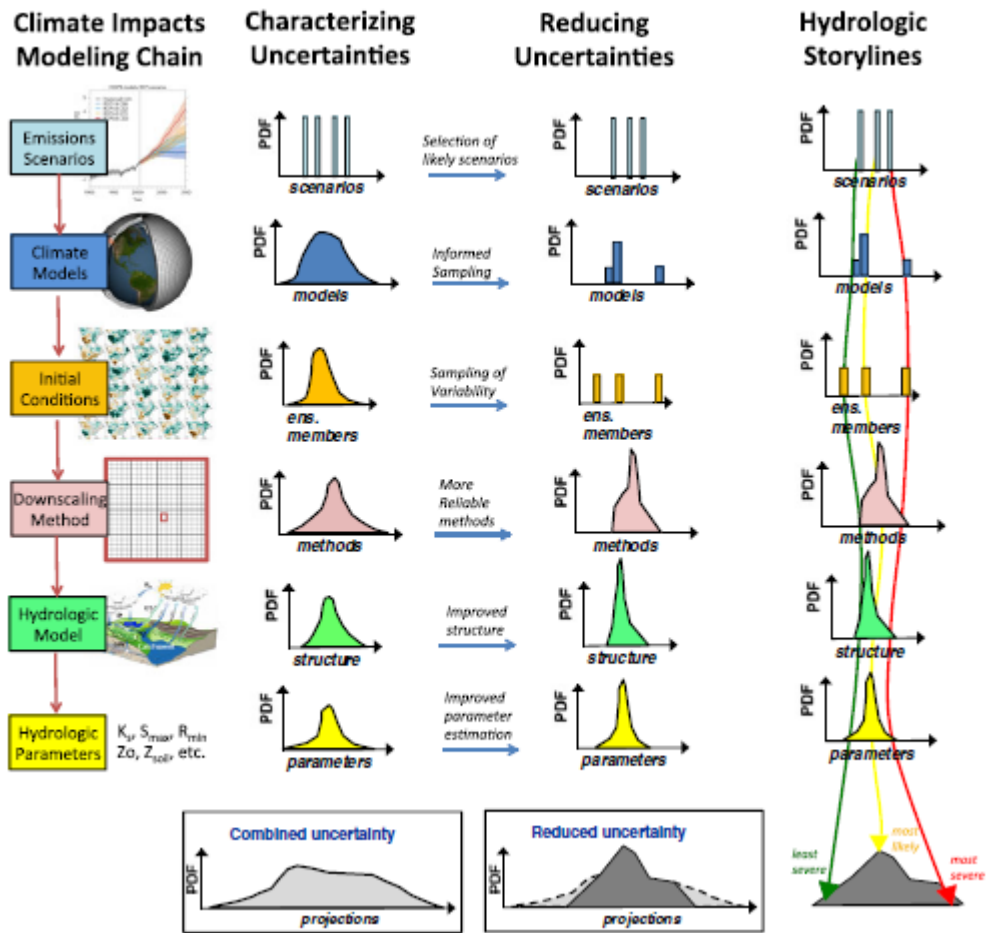 Climate Impacts
Modeling Chain
Characterizing
Uncertainties
Reducing
Uncertainties
Hydrologic
Storylines
Emissions
Scenarios
PDF
scenarios
Selection of
likely scenarios
PDF
scenarios
PDF
scenarios
Climate
Models
PDF
models
Informed
Sampling
PDF
models
PDF
models
Initial
Conditions
PDF
ens.
members
Sampling of
Variability
PDF
ens.
members
PDF
ens.
members
Downscaling
Method
PDF
methods
More
Reliable
methods
PDF
methods
PDF
methods
Hydrologic
Model
PDF
structure
Improved
structure
PDF
structure
PDF
structure
Hydrologic
Parameters
Ks, Smax, Rmin
Zo, Zsoil, etc.
PDF
parameters
Improved
parameter
estimation
PDF
parameters
PDF
parameters
Combined uncertainty
PDF
projections
Reduced uncertainty
PDF
projections
least
severe
most
likely
most
severe